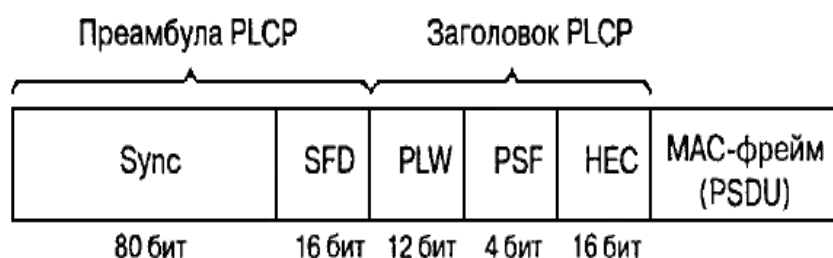 Преамбула PLCP Заголовок PLCP
Sync SFD PLW PSF HEC MAC-фрейм
(PSDU)
80 бит 16 бит 12 бит 4 бит 16 бит